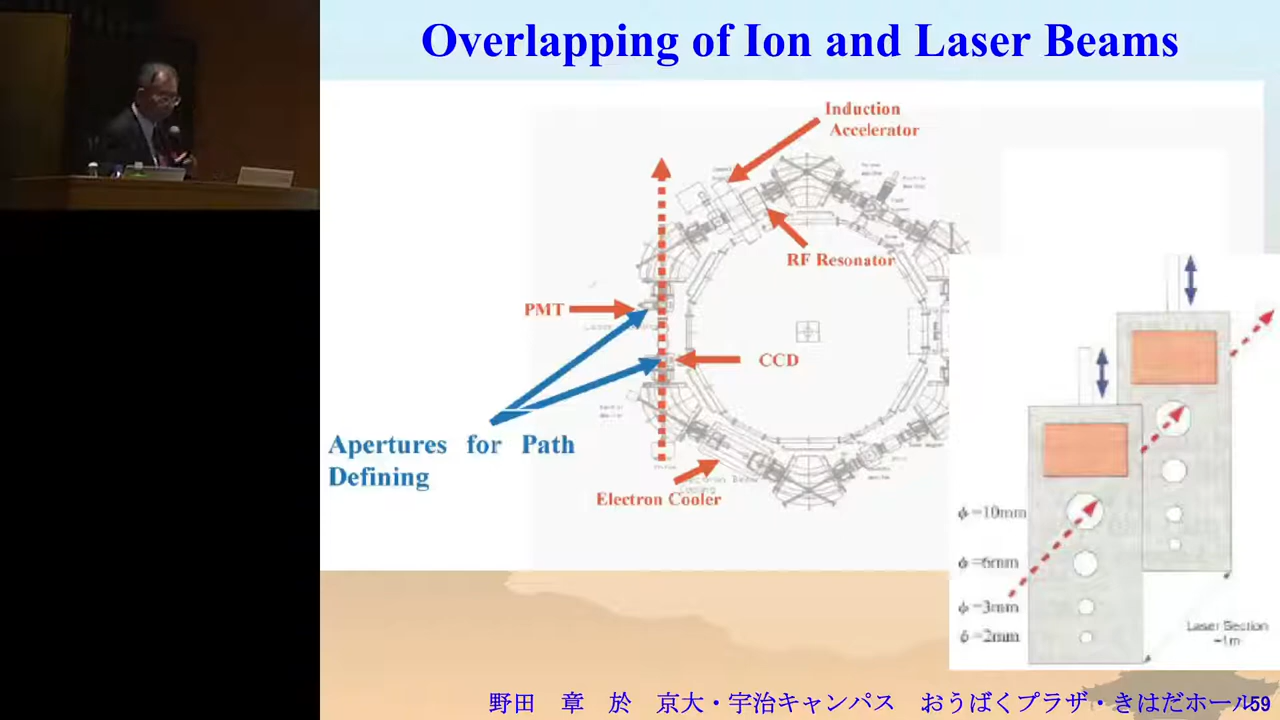 Overlapping of Ion and Laser Beams
Induction
Accelerator
RF Resonator
PMT
CCD
Apertures for Path
Defining
Electron Cooler
ϕ=10mm
ϕ=6mm
ϕ=3mm
ϕ=2mm
Laser Section
~1m
野田　章　於　京大・宇治キャンパス　おうばくプラザ・きはだホール59